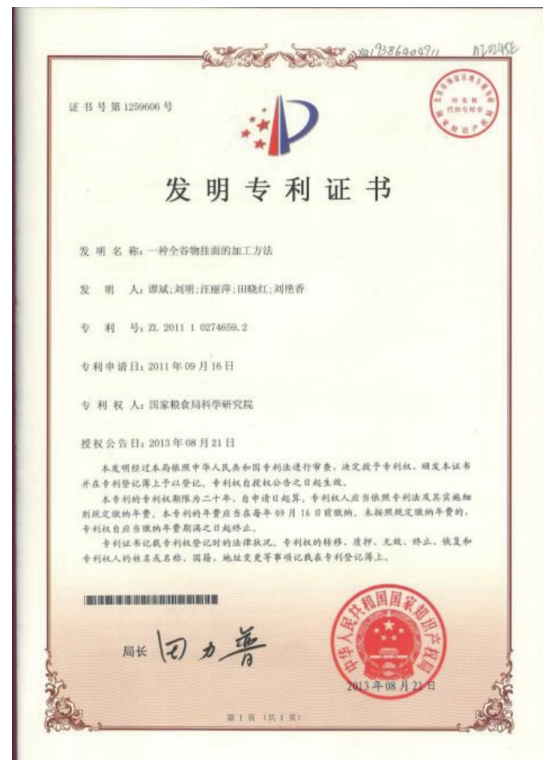 证书号第1259606号
发明专利证书
发 明 名 称：一种全谷物挂面的加工方法
发 明 人：谭斌;刘明;汪丽萍;田晓红;刘艳香
专 利 号：ZL 2011 1 0274659.2
专利申请日：2011年09月16日
专 利 权 人：国家粮食局科学研究院
授权公告日：2013年08月21日
本发明经过本局依照中华人民共和国专利法进行审查，决定授予专利权，颁发本证书
并在专利登记簿上予以登记。专利权自授权公告之日起生效。
本专利的专利权期限为二十年，自申请日起算。专利权人应当依照专利法及其实施细
则规定缴纳年费。本专利的年费应当在每年09月16日前缴纳。未按照规定缴纳年费的，
专利权自应当缴纳年费期满之日起终止。
专利证书记载专利权登记时的法律状况。专利权的转移、质押、无效、终止、恢复和
专利权人的姓名或名称、国籍、地址变更等事项记载在专利登记簿上。
局长 田力普
中华人民共和国国家知识产权局
2013年08月21日
第1页（共1页）